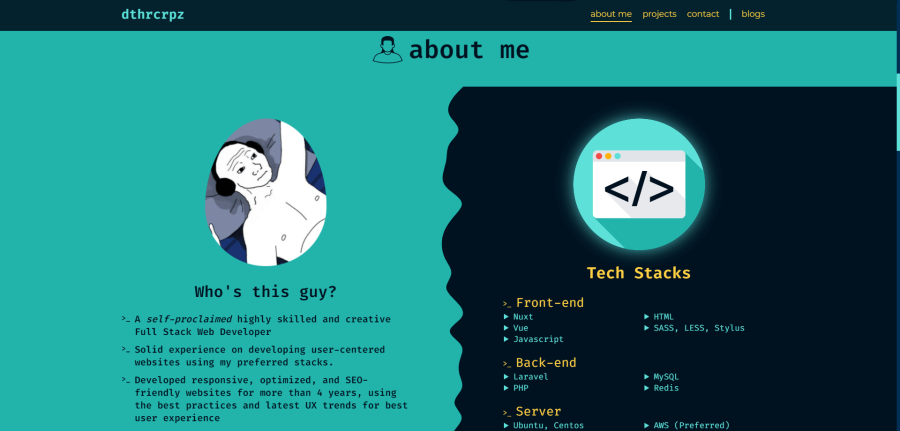 dthrcrpz
about me projects contact | blogs
about me
Who's this guy?
>_ A self-proclaimed highly skilled and creative
Full Stack Web Developer
>_ Solid experience on developing user-centered
websites using my preferred stacks.
>_ Developed responsive, optimized, and SEO-
friendly websites for more than 4 years, using
the best practices and latest UX trends for best
user experience
</>
Tech Stacks
>_ Front-end
▶ Nuxt
▶ HTML
▶ Vue
▶ SASS, LESS, Stylus
▶ Javascript
>_ Back-end
▶ Laravel
▶ MySQL
▶ PHP
▶ Redis
>_ Server
▶ Ubuntu, Centos
▶ AWS (Preferred)